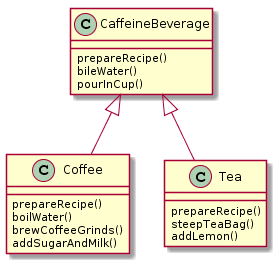 C CaffeineBeverage
prepareRecipe()
bileWater()
pourInCup()
C Coffee
prepareRecipe()
boilWater()
brewCoffeeGrinds()
addSugarAndMilk()
C Tea
prepareRecipe()
steepTeaBag()
addLemon()